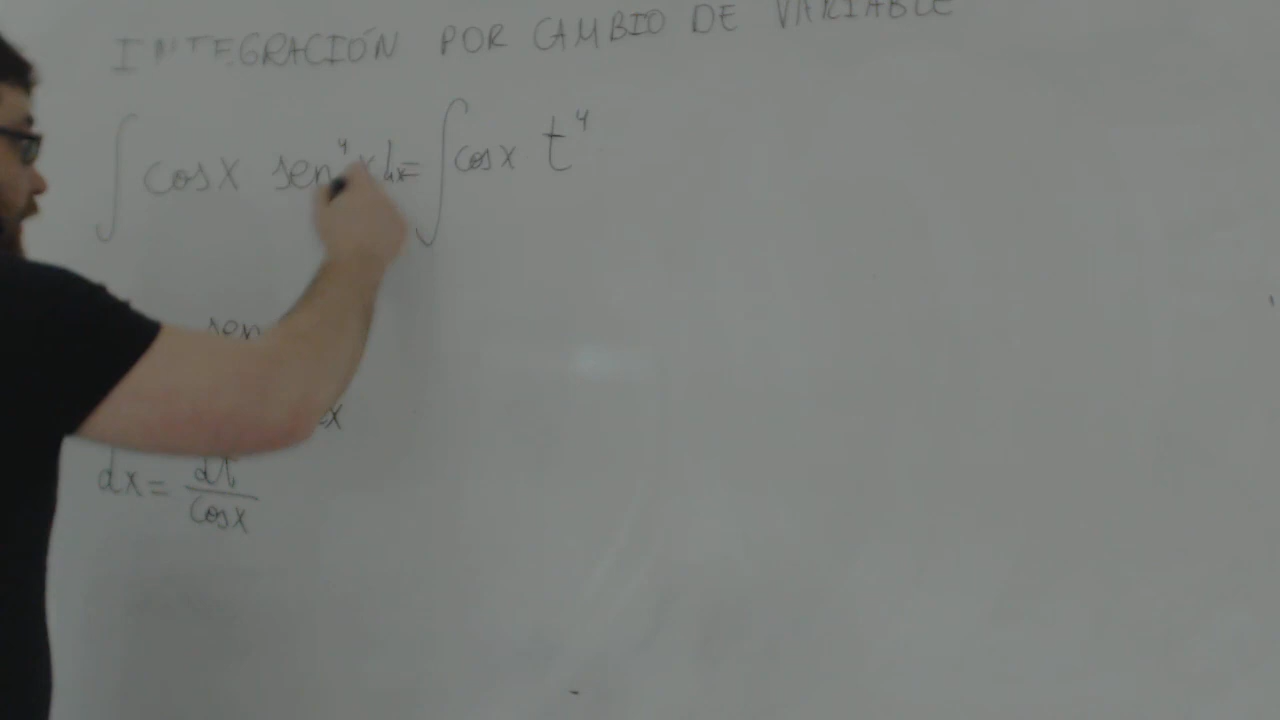 INTEGRACIÓN POR CAMBIO DE VARIABLE
∫ cosx sen⁴x dx = ∫ cosx t⁴
sen
dx = dt/cosx